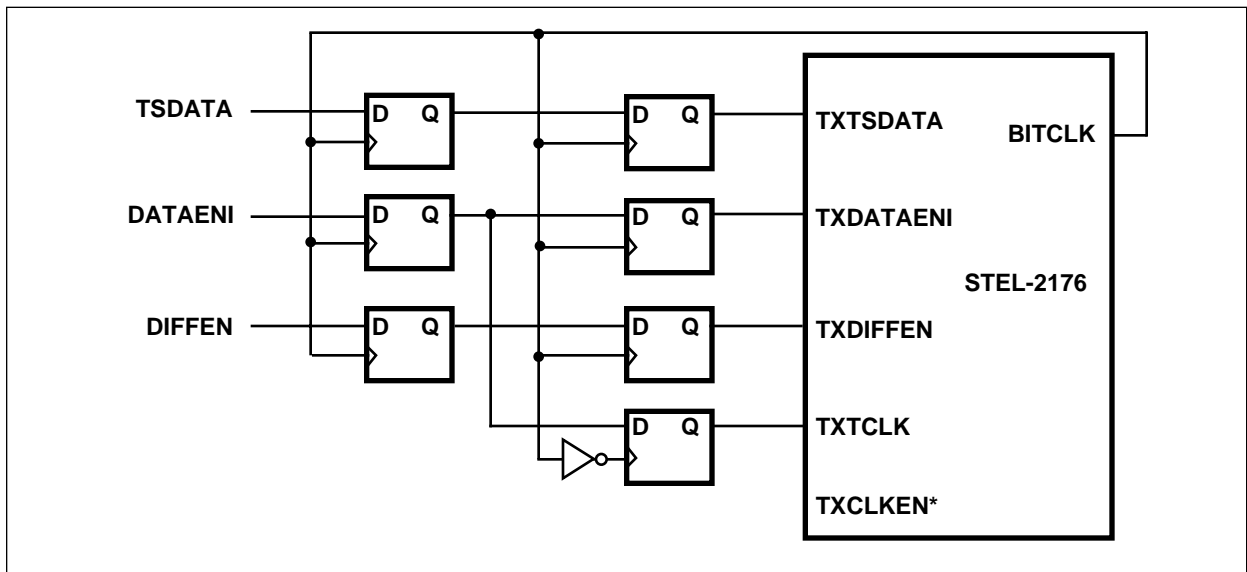 TSDATA
D Q
D Q
TXTSDATA
BITCLK
DATAENI
D Q
D Q
TXDATAENI
STEL-2176
DIFFEN
D Q
D Q
TXDIFFEN
D Q
TXTCLK
TXCLKEN*